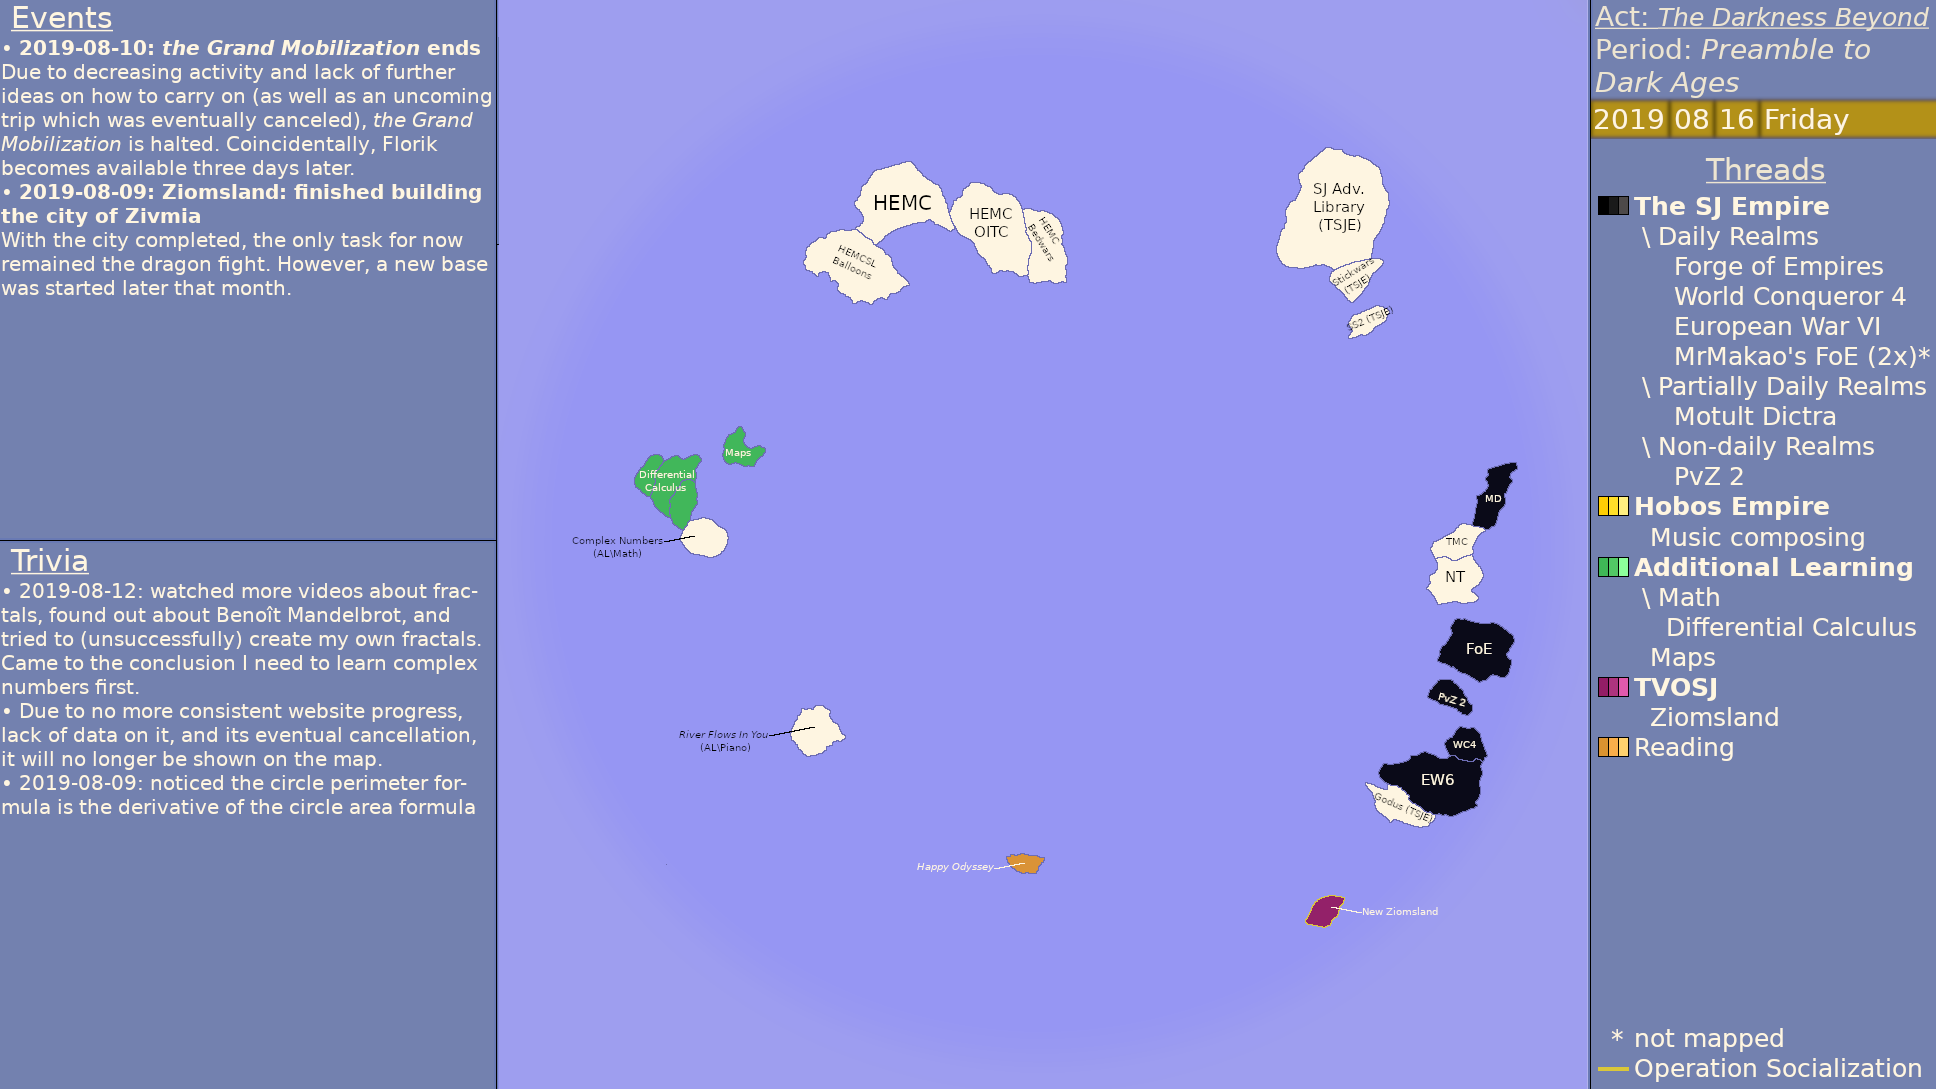 Events
• 2019-08-10: the Grand Mobilization ends
Due to decreasing activity and lack of further
ideas on how to carry on (as well as an uncoming
trip which was eventually canceled), the Grand
Mobilization is halted. Coincidentally, Florik
becomes available three days later.
• 2019-08-09: Ziomsland: finished building
the city of Zivmia
With the city completed, the only task for now
remained the dragon fight. However, a new base
was started later that month.
Trivia
• 2019-08-12: watched more videos about frac-
tals, found out about Benoît Mandelbrot, and
tried to (unsuccessfully) create my own fractals.
Came to the conclusion I need to learn complex
numbers first.
• Due to no more consistent website progress,
lack of data on it, and its eventual cancellation,
it will no longer be shown on the map.
• 2019-08-09: noticed the circle perimeter for-
mula is the derivative of the circle area formula
HEMC
HEMCSL
Balloons
HEMC
OITC
HEMC
Bedwars
SJ Adv.
Library
(TSJE)
Stickwars
(TSJE)
SS2 (TSJE)
Maps
Differential
Calculus
Complex Numbers
(AL\Math)
MD
TMC
NT
FoE
PvZ 2
WC4
EW6
Godus (TSJE)
River Flows In You
(AL\Piano)
Happy Odyssey
New Ziomsland
Act: The Darkness Beyond
Period: Preamble to
Dark Ages
2019 08 16 Friday
Threads
The SJ Empire
\ Daily Realms
Forge of Empires
World Conqueror 4
European War VI
MrMakao's FoE (2x)*
\ Partially Daily Realms
Motult Dictra
\ Non-daily Realms
PvZ 2
Hobos Empire
Music composing
Additional Learning
\ Math
Differential Calculus
Maps
TVOSJ
Ziomsland
Reading
* not mapped
Operation Socialization